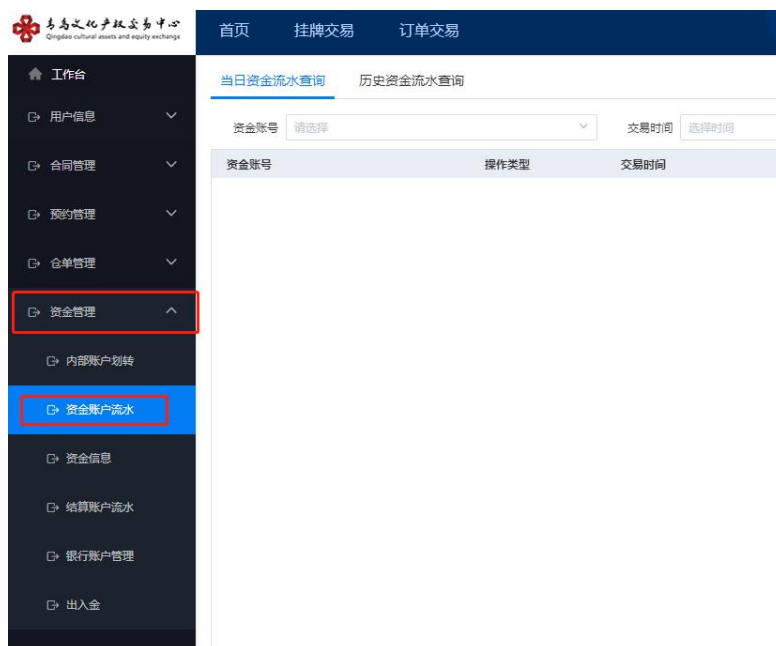 青岛文化产权交易中心
Qingdao cultural assets and equity exchange
首页 挂牌交易 订单交易
工作台
当日资金流水查询 历史资金流水查询
用户信息
资金账号 请选择 交易时间 选择时间
合同管理
资金账号 操作类型 交易时间
预约管理
仓单管理
资金管理
内部账户划转
资金账户流水
资金信息
结算账户流水
银行账户管理
出入金